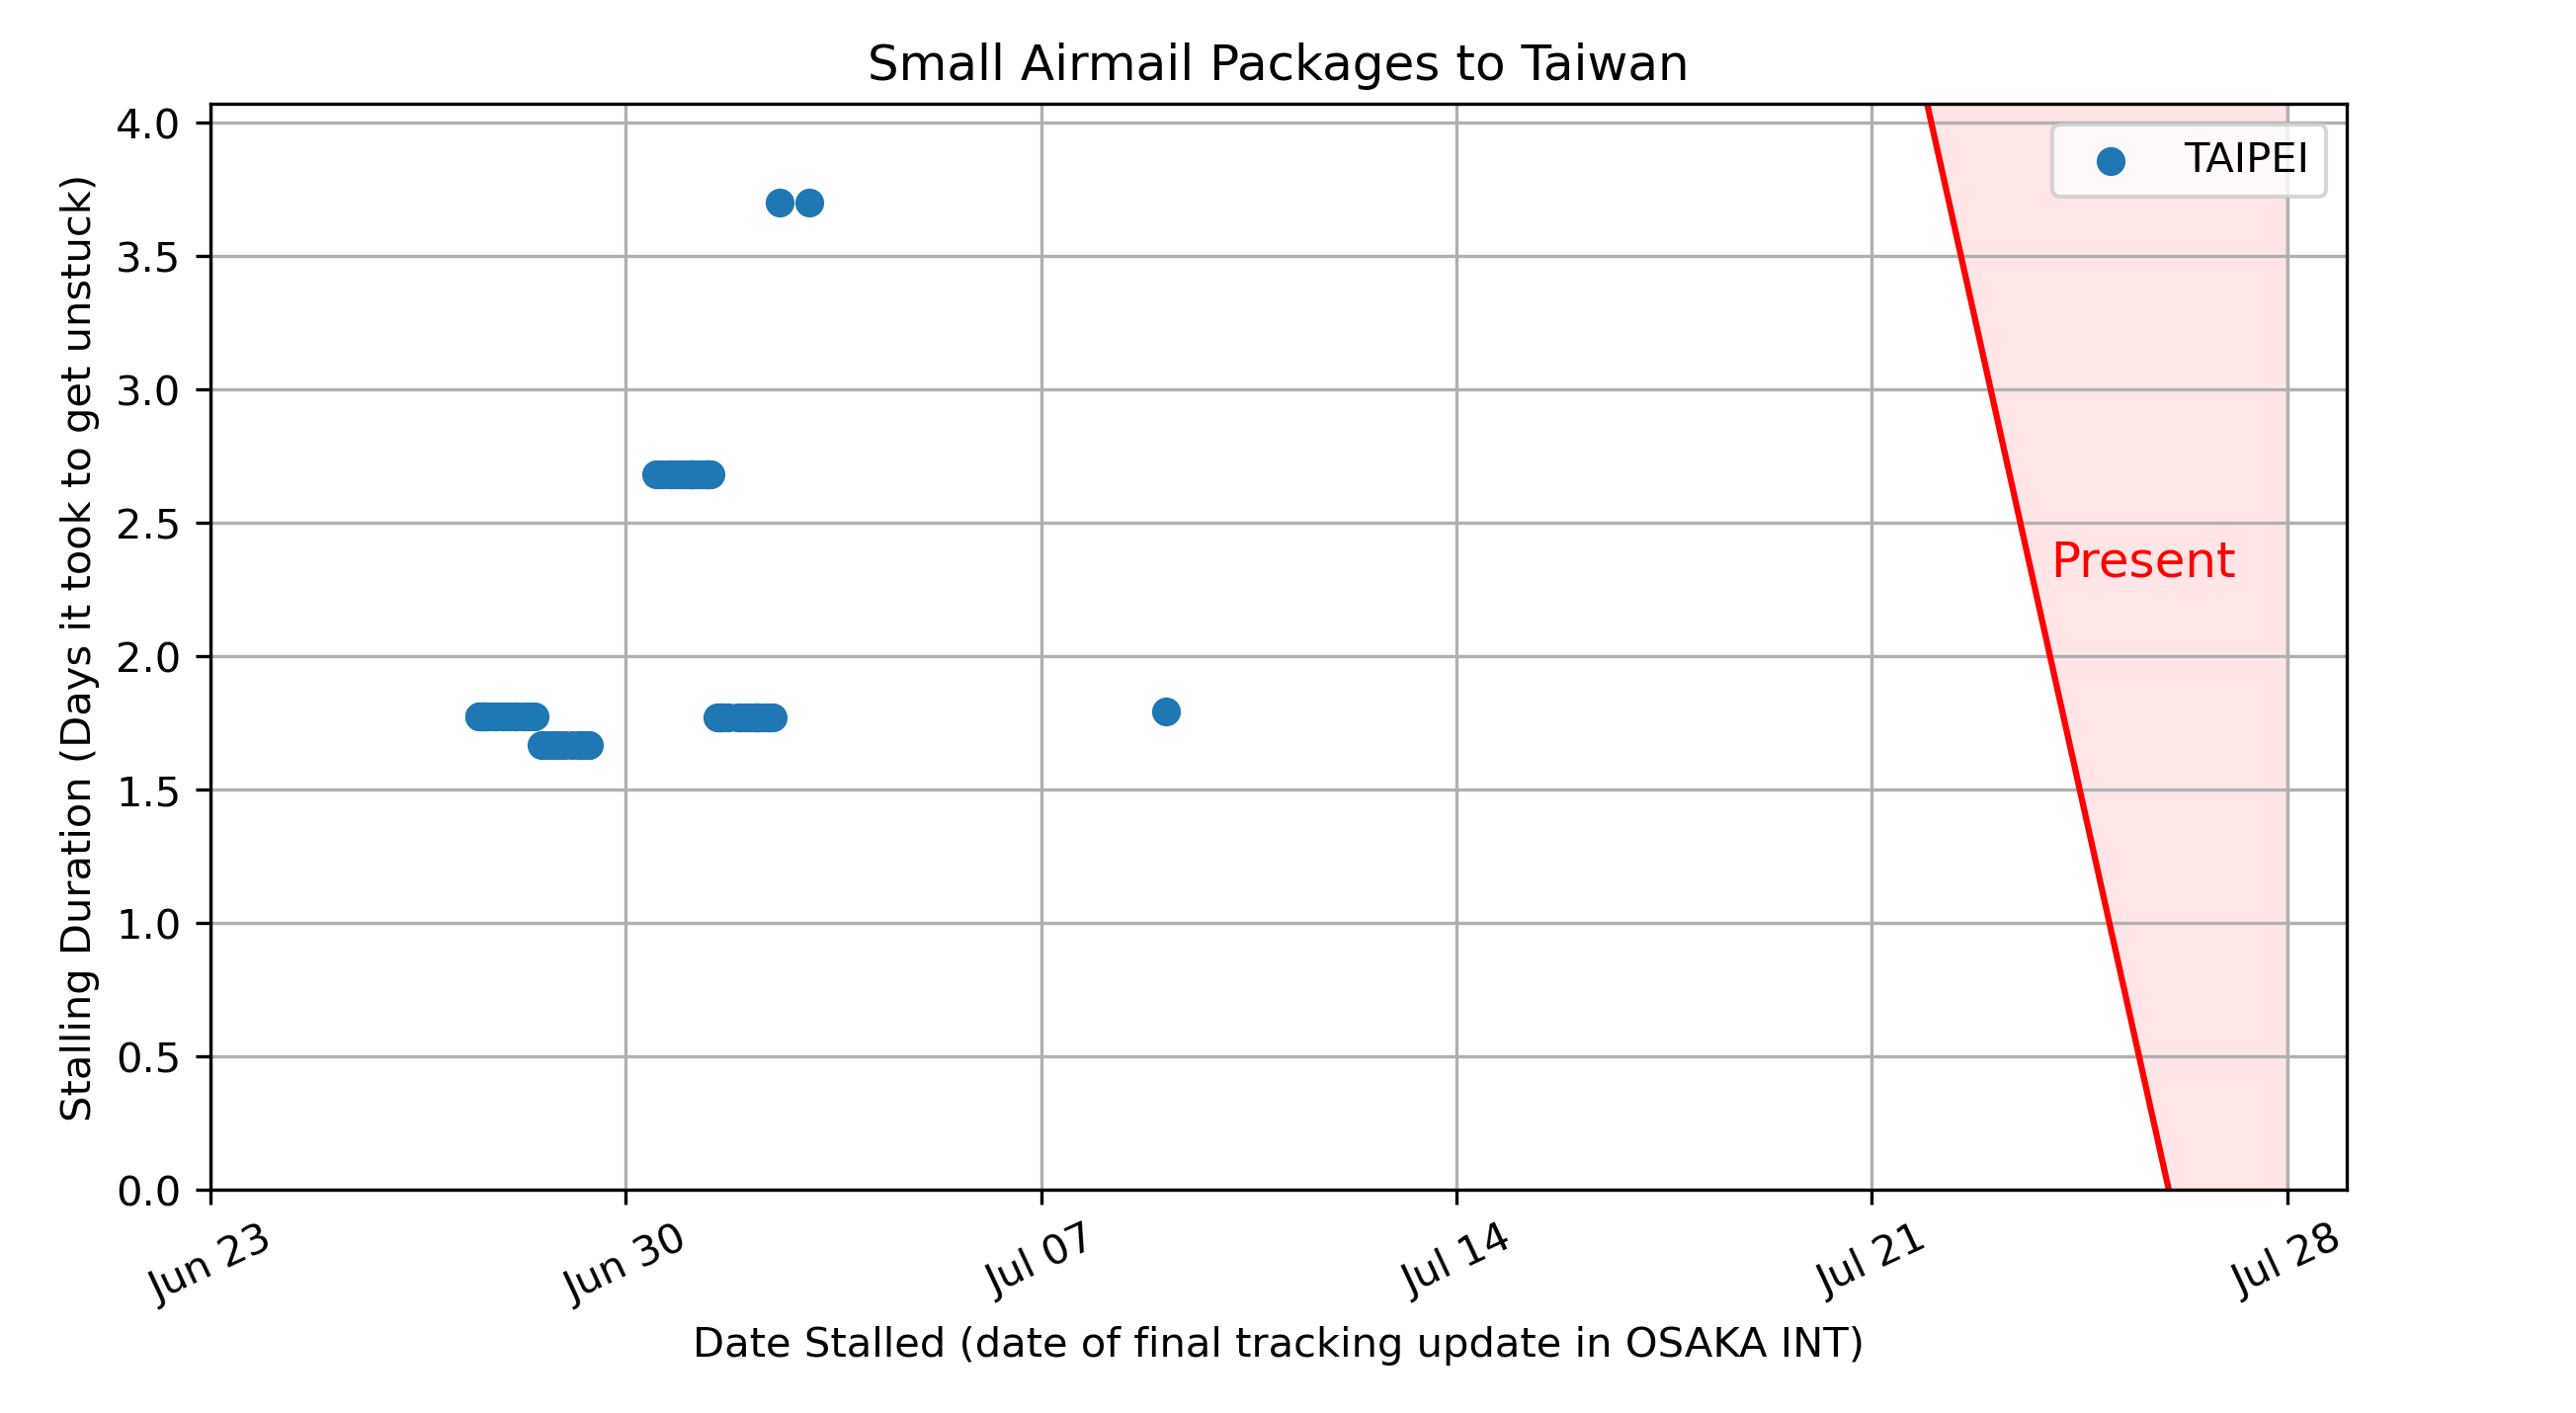 Small Airmail Packages to Taiwan
Stalling Duration (Days it took to get unstuck)
4.0
3.5
3.0
2.5
2.0
1.5
1.0
0.5
0.0
TAIPEI
Present
Jun 23
Jun 30
Jul 07
Jul 14
Jul 21
Jul 28
Date Stalled (date of final tracking update in OSAKA INT)